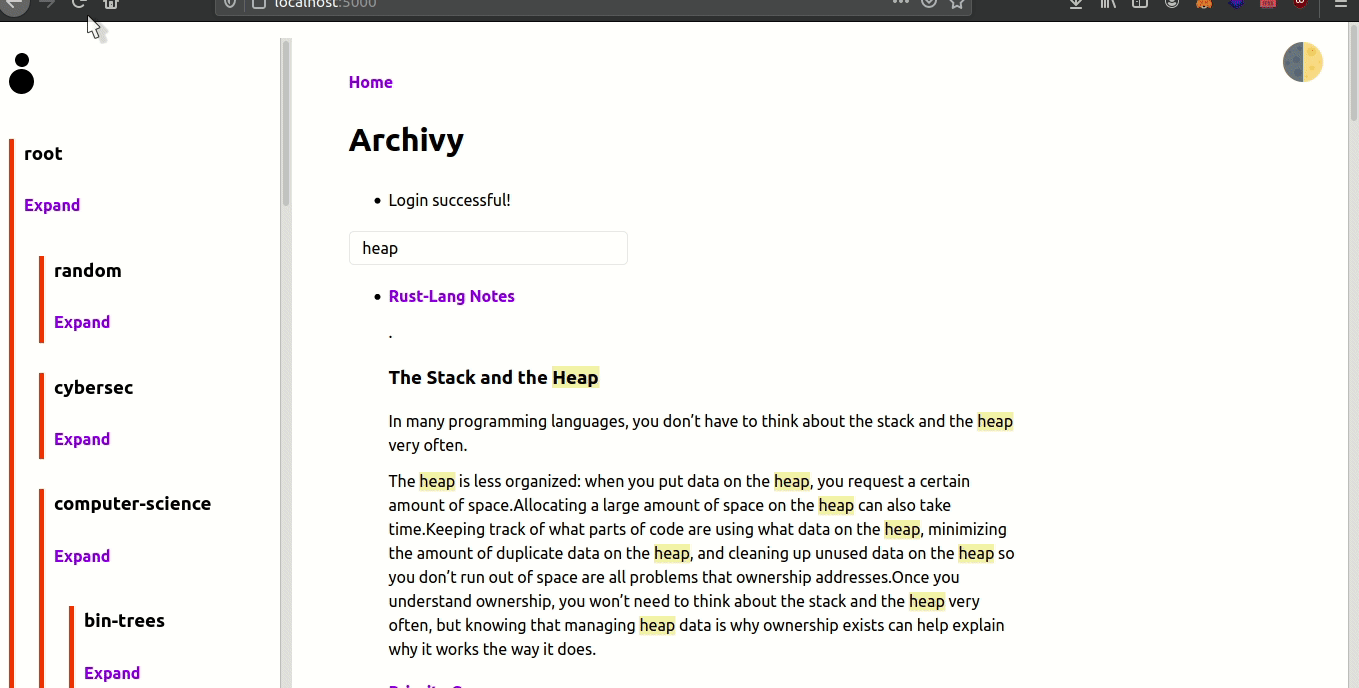 localhost:5000
root
Expand
random
Expand
cybersec
Expand
computer-science
Expand
bin-trees
Expand
Home
Archivy
• Login successful!
heap
• Rust-Lang Notes
.
The Stack and the Heap
In many programming languages, you don’t have to think about the stack and the heap
very often.
The heap is less organized: when you put data on the heap, you request a certain
amount of space.Allocating a large amount of space on the heap can also take
time.Keeping track of what parts of code are using what data on the heap, minimizing
the amount of duplicate data on the heap, and cleaning up unused data on the heap so
you don’t run out of space are all problems that ownership addresses.Once you
understand ownership, you won’t need to think about the stack and the heap very
often, but knowing that managing heap data is why ownership exists can help explain
why it works the way it does.